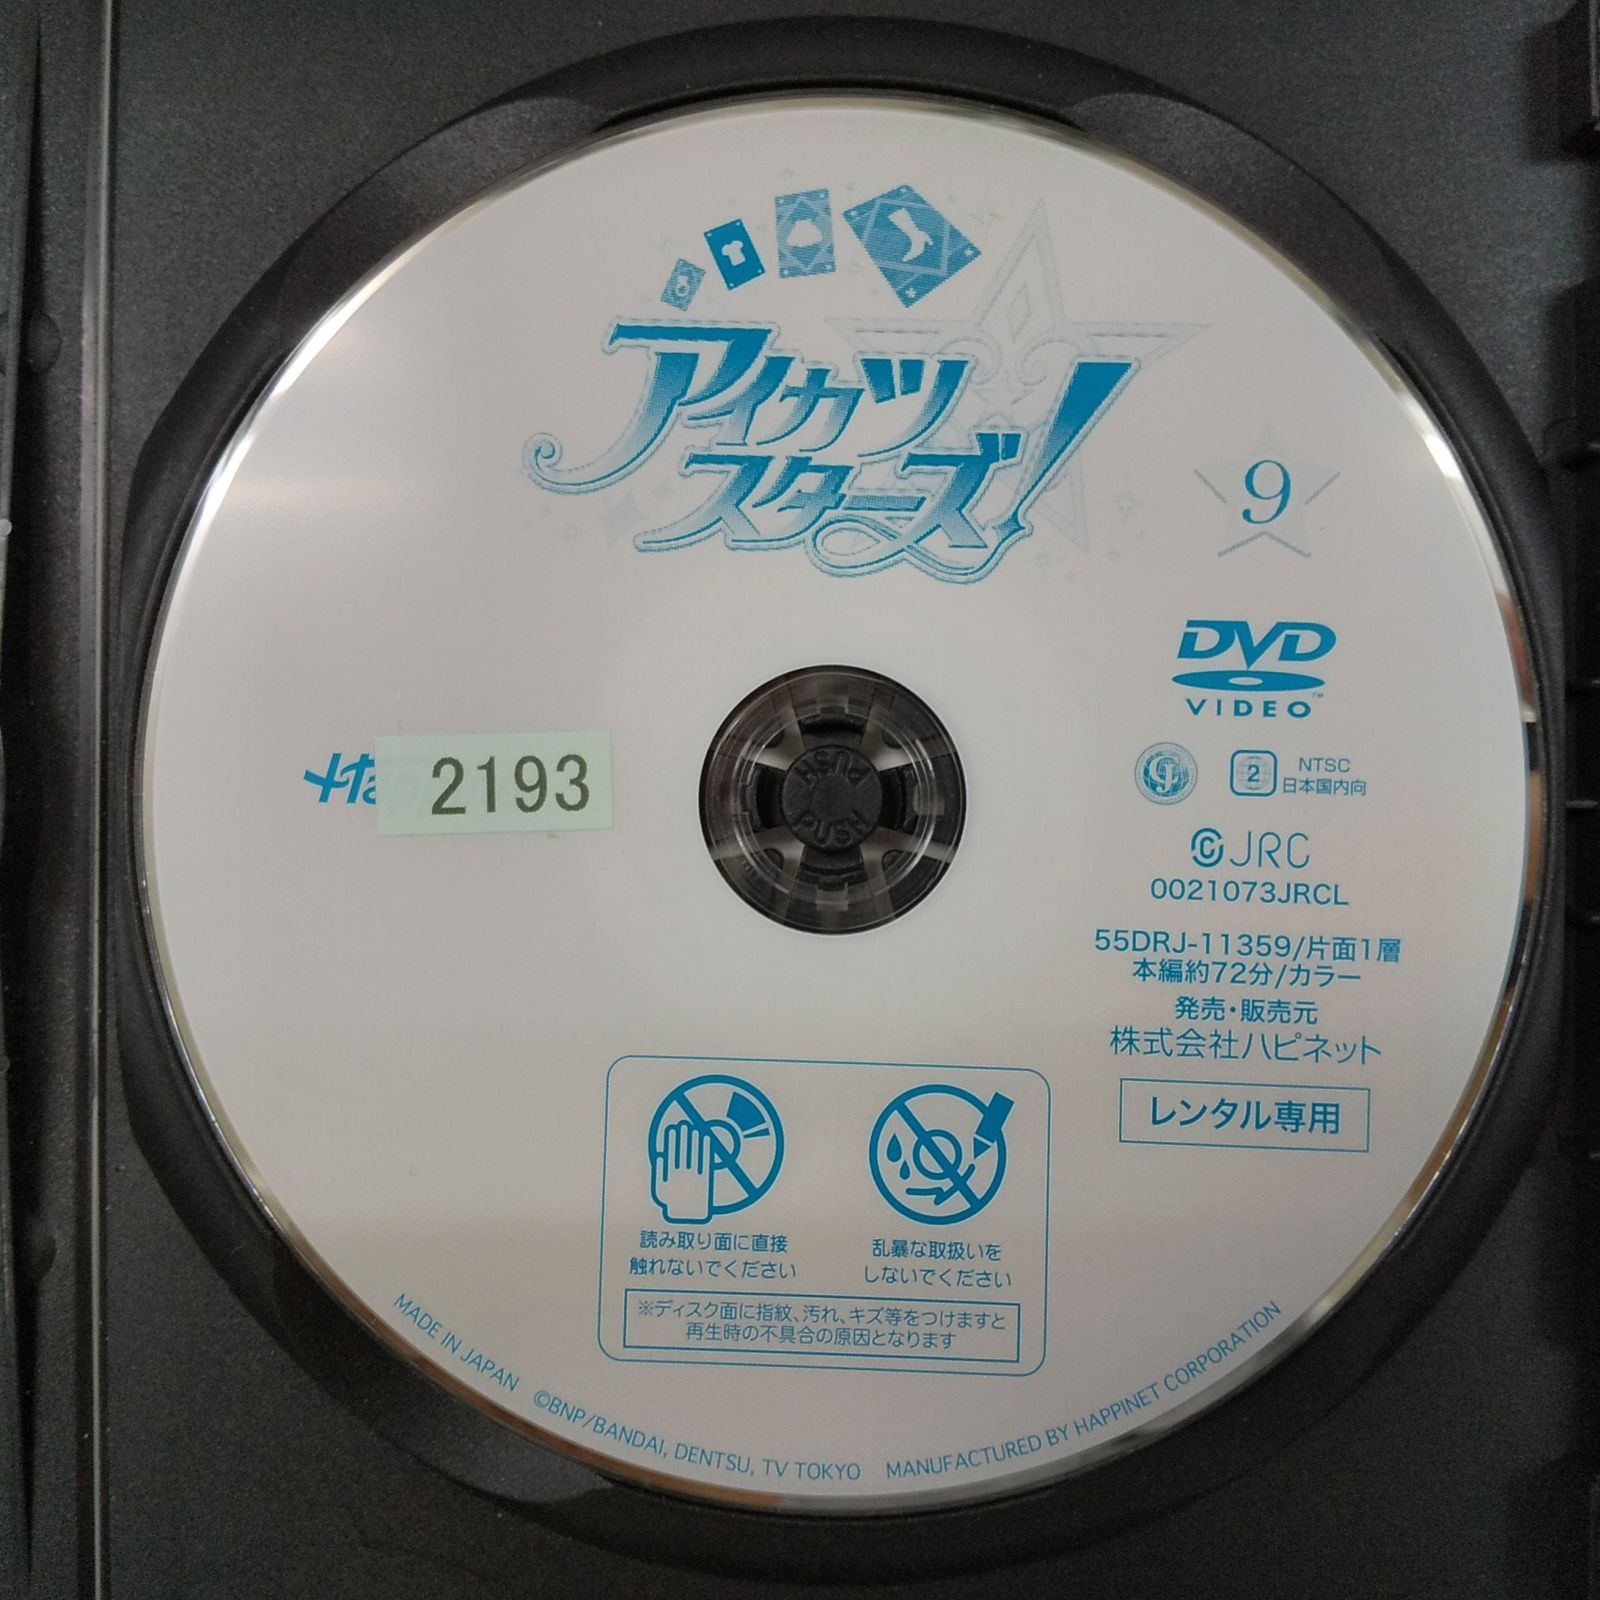 アイカツ
スターズ!
9
DVD
VIDEO
TM
2193
2
NTSC
日本国内向
PUSH
PUSH
JRC
0021073JRCL
55DRJ-11359/片面1層
本編約72分/カラー
発売・販売元
株式会社ハピネット
レンタル専用
読み取り面に直接
触れないでください
乱暴な取扱いを
しないでください
※ディスク面に指紋、汚れ、キズ等をつけますと
再生時の不具合の原因となります
MADE IN JAPAN ©BNP/BANDAI, DENTSU, TV TOKYO MANUFACTURED BY HAPPINET CORPORATION